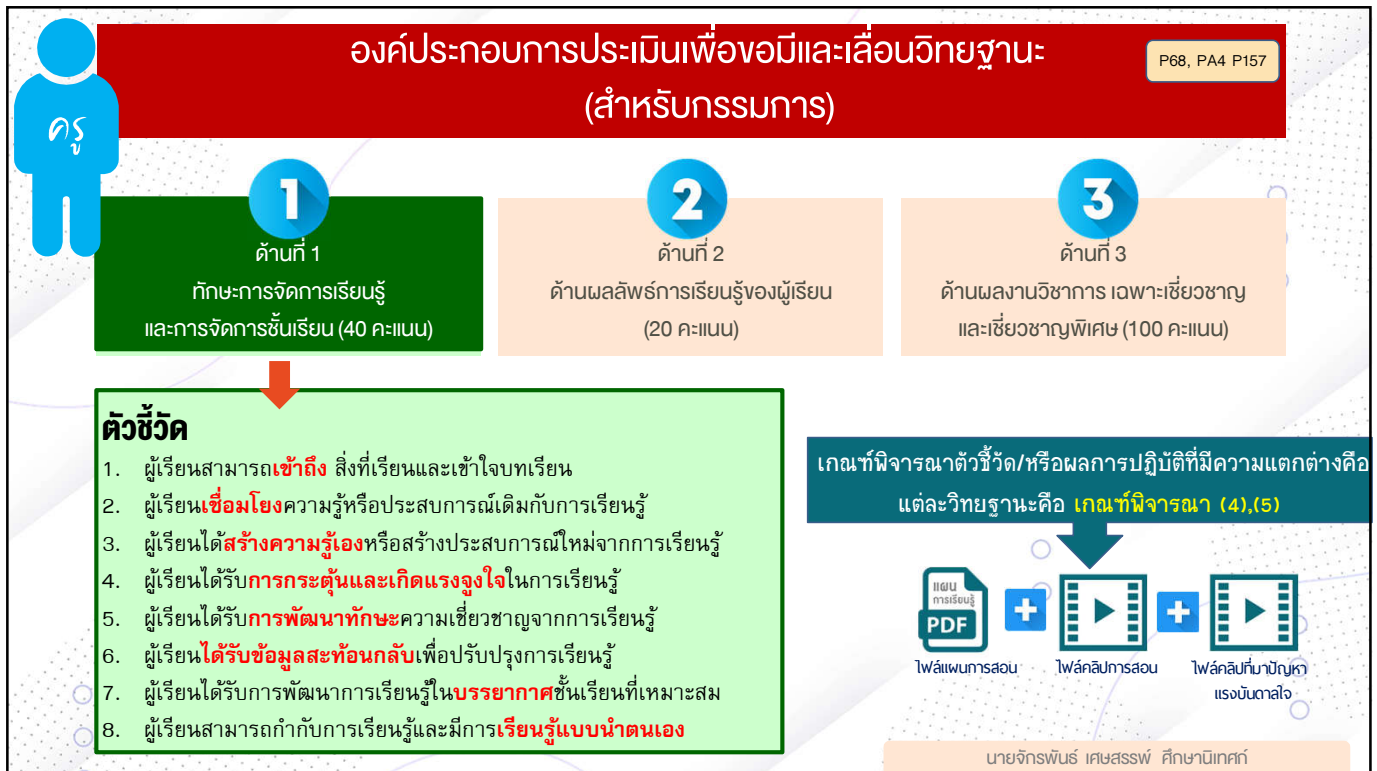 องค์ประกอบการประเมินเพื่อขอมีและเลื่อนวิทยฐานะ
(สำหรับกรรมการ)
P68, PA4 P157
ครู
1
ด้านที่ 1
ทักษะการจัดการเรียนรู้
และการจัดการชั้นเรียน (40 คะแนน)
2
ด้านที่ 2
ด้านผลลัพธ์การเรียนรู้ของผู้เรียน
(20 คะแนน)
3
ด้านที่ 3
ด้านผลงานวิชาการ เฉพาะเชี่ยวชาญ
และเชี่ยวชาญพิเศษ (100 คะแนน)
ตัวชี้วัด
1. ผู้เรียนสามารถเข้าถึง สิ่งที่เรียนและเข้าใจบทเรียน
2. ผู้เรียนเชื่อมโยงความรู้หรือประสบการณ์เดิมกับการเรียนรู้
3. ผู้เรียนได้สร้างความรู้เองหรือสร้างประสบการณ์ใหม่จากการเรียนรู้
4. ผู้เรียนได้รับการกระตุ้นและเกิดแรงจูงใจในการเรียนรู้
5. ผู้เรียนได้รับการพัฒนาทักษะความเชี่ยวชาญจากการเรียนรู้
6. ผู้เรียนได้รับข้อมูลสะท้อนกลับเพื่อปรับปรุงการเรียนรู้
7. ผู้เรียนได้รับการพัฒนาการเรียนรู้ในบรรยากาศชั้นเรียนที่เหมาะสม
8. ผู้เรียนสามารถกำกับการเรียนรู้และมีการเรียนรู้แบบนำตนเอง
เกณฑ์พิจารณาตัวชี้วัด/หรือผลการปฏิบัติที่มีความแตกต่างคือ
แต่ละวิทยฐานะคือ เกณฑ์พิจารณา (4),(5)
แผน
การเรียนรู้
PDF
ไฟล์แผนการสอน
ไฟล์คลิปการสอน
ไฟล์คลิปที่มาปัญหา
แรงบันดาลใจ
นายจักรพันธ์ เศษสรรพ์ ศึกษานิเทศก์